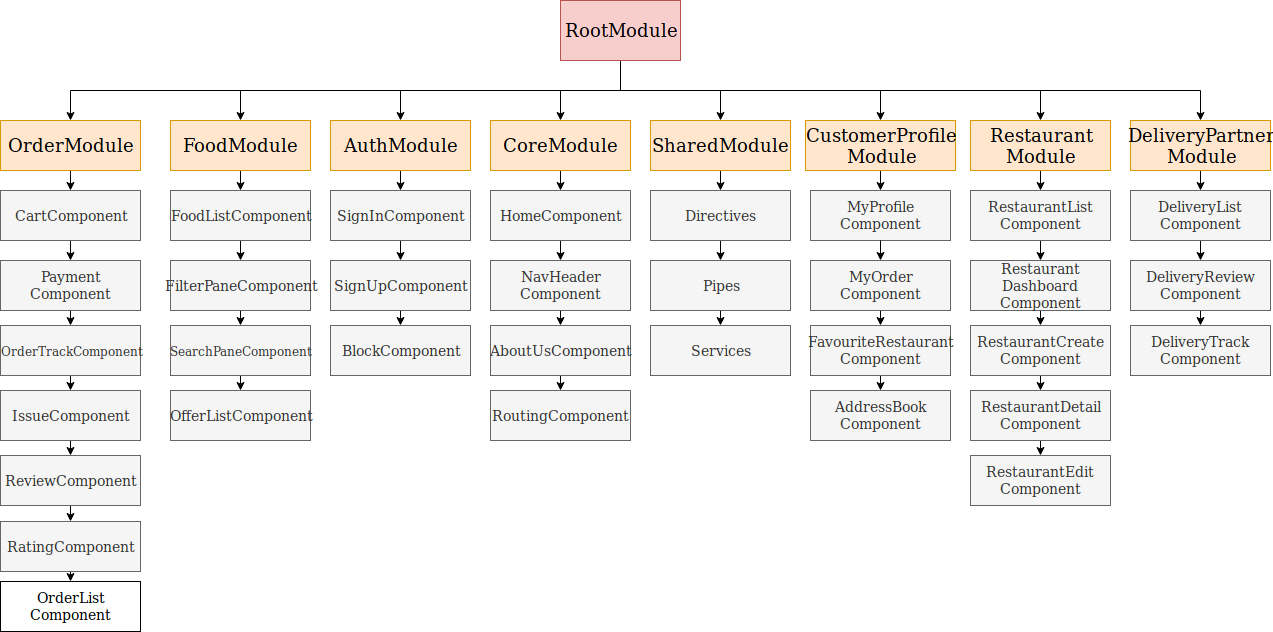 RootModule
OrderModule
FoodModule
AuthModule
CoreModule
SharedModule
CustomerProfile
Module
Restaurant
Module
DeliveryPartner
Module
CartComponent
FoodListComponent
SignInComponent
HomeComponent
Directives
MyProfile
Component
RestaurantList
Component
DeliveryList
Component
Payment
Component
FilterPaneComponent
SignUpComponent
NavHeader
Component
Pipes
MyOrder
Component
Restaurant
Dashboard
Component
DeliveryReview
Component
OrderTrackComponent
SearchPaneComponent
BlockComponent
AboutUsComponent
Services
FavouriteRestaurant
Component
RestaurantCreate
Component
DeliveryTrack
Component
IssueComponent
OfferListComponent
RoutingComponent
AddressBook
Component
RestaurantDetail
Component
ReviewComponent
RestaurantEdit
Component
RatingComponent
OrderList
Component